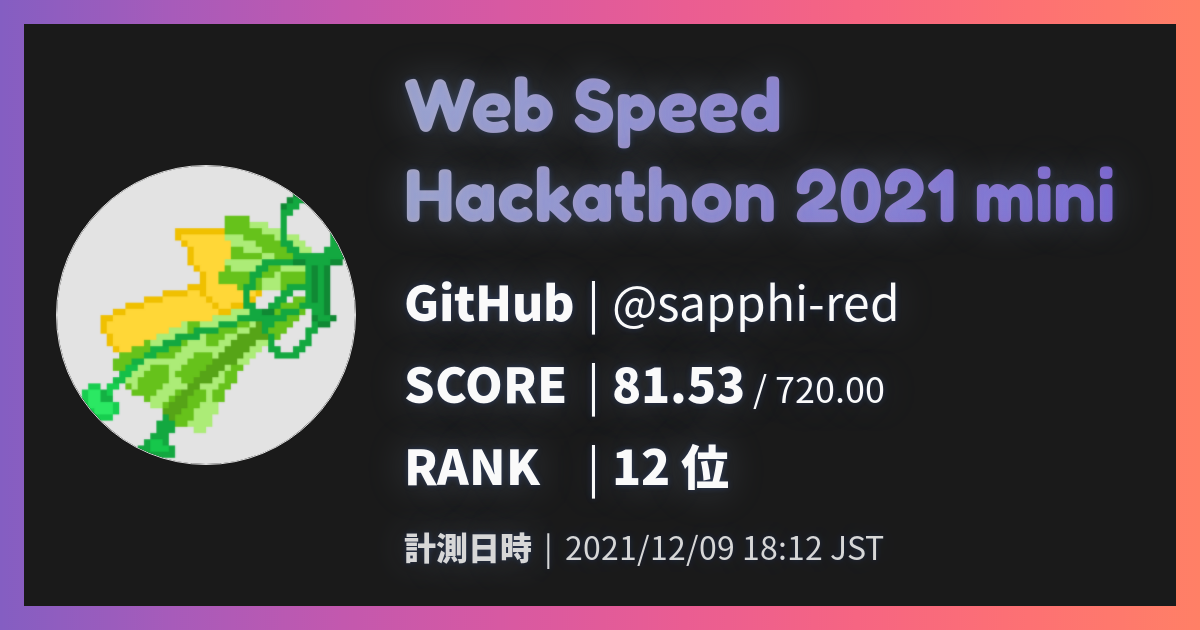 Web Speed
Hackathon 2021 mini
GitHub | @sapphi-red
SCORE | 81.53 / 720.00
RANK | 12 位
計測日時 | 2021/12/09 18:12 JST